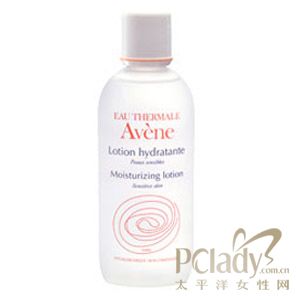 EAU THERMALE
Avène
Lotion hydratante
Peaux sensibles
Moisturizing lotion
Sensitive skin
PClady.com.cn
太平洋女性网